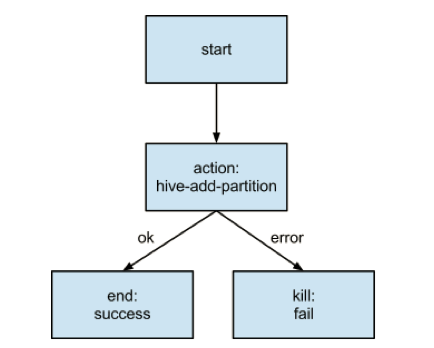 start
action:
hive-add-partition
ok
error
end:
success
kill:
fail